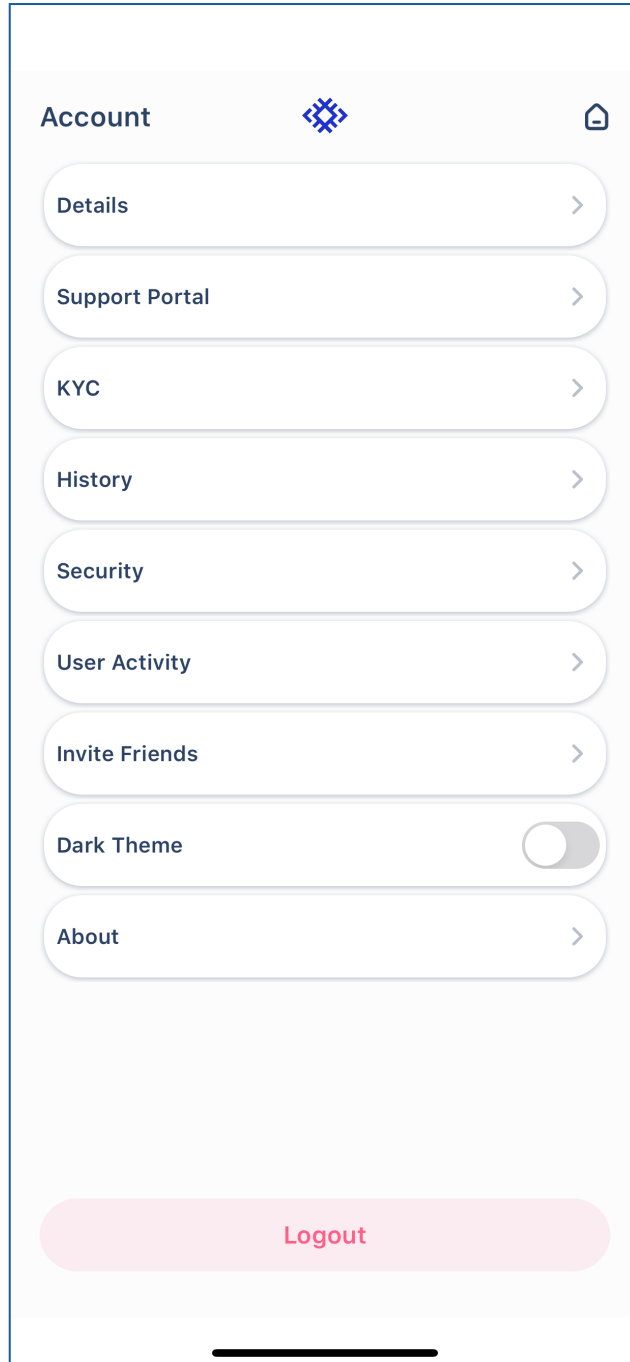 Account
Details
Support Portal
KYC
History
Security
User Activity
Invite Friends
Dark Theme
About
Logout